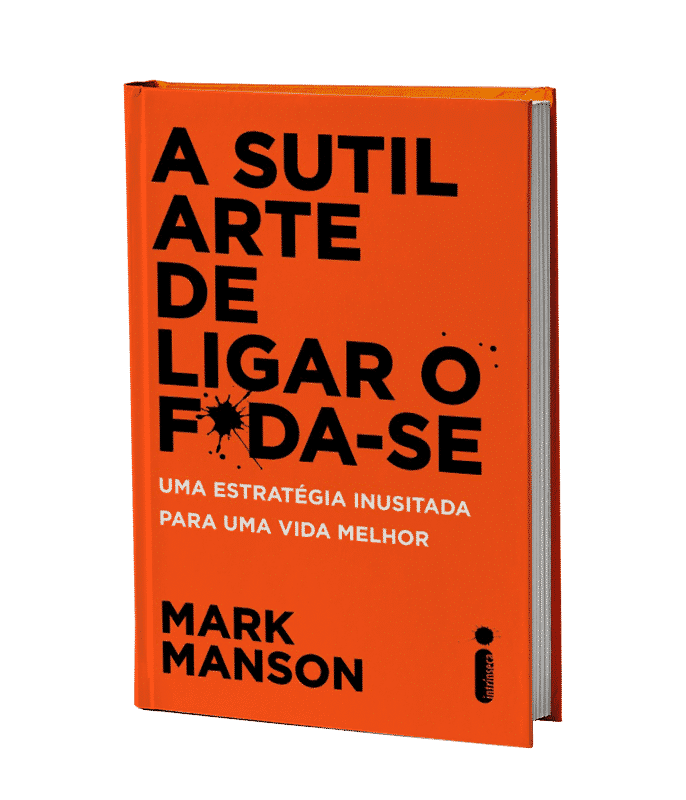 A SUTIL
ARTE
DE
LIGAR O
F*DA-SE
UMA ESTRATÉGIA INUSITADA
PARA UMA VIDA MELHOR
MARK
MANSON
intrínseca